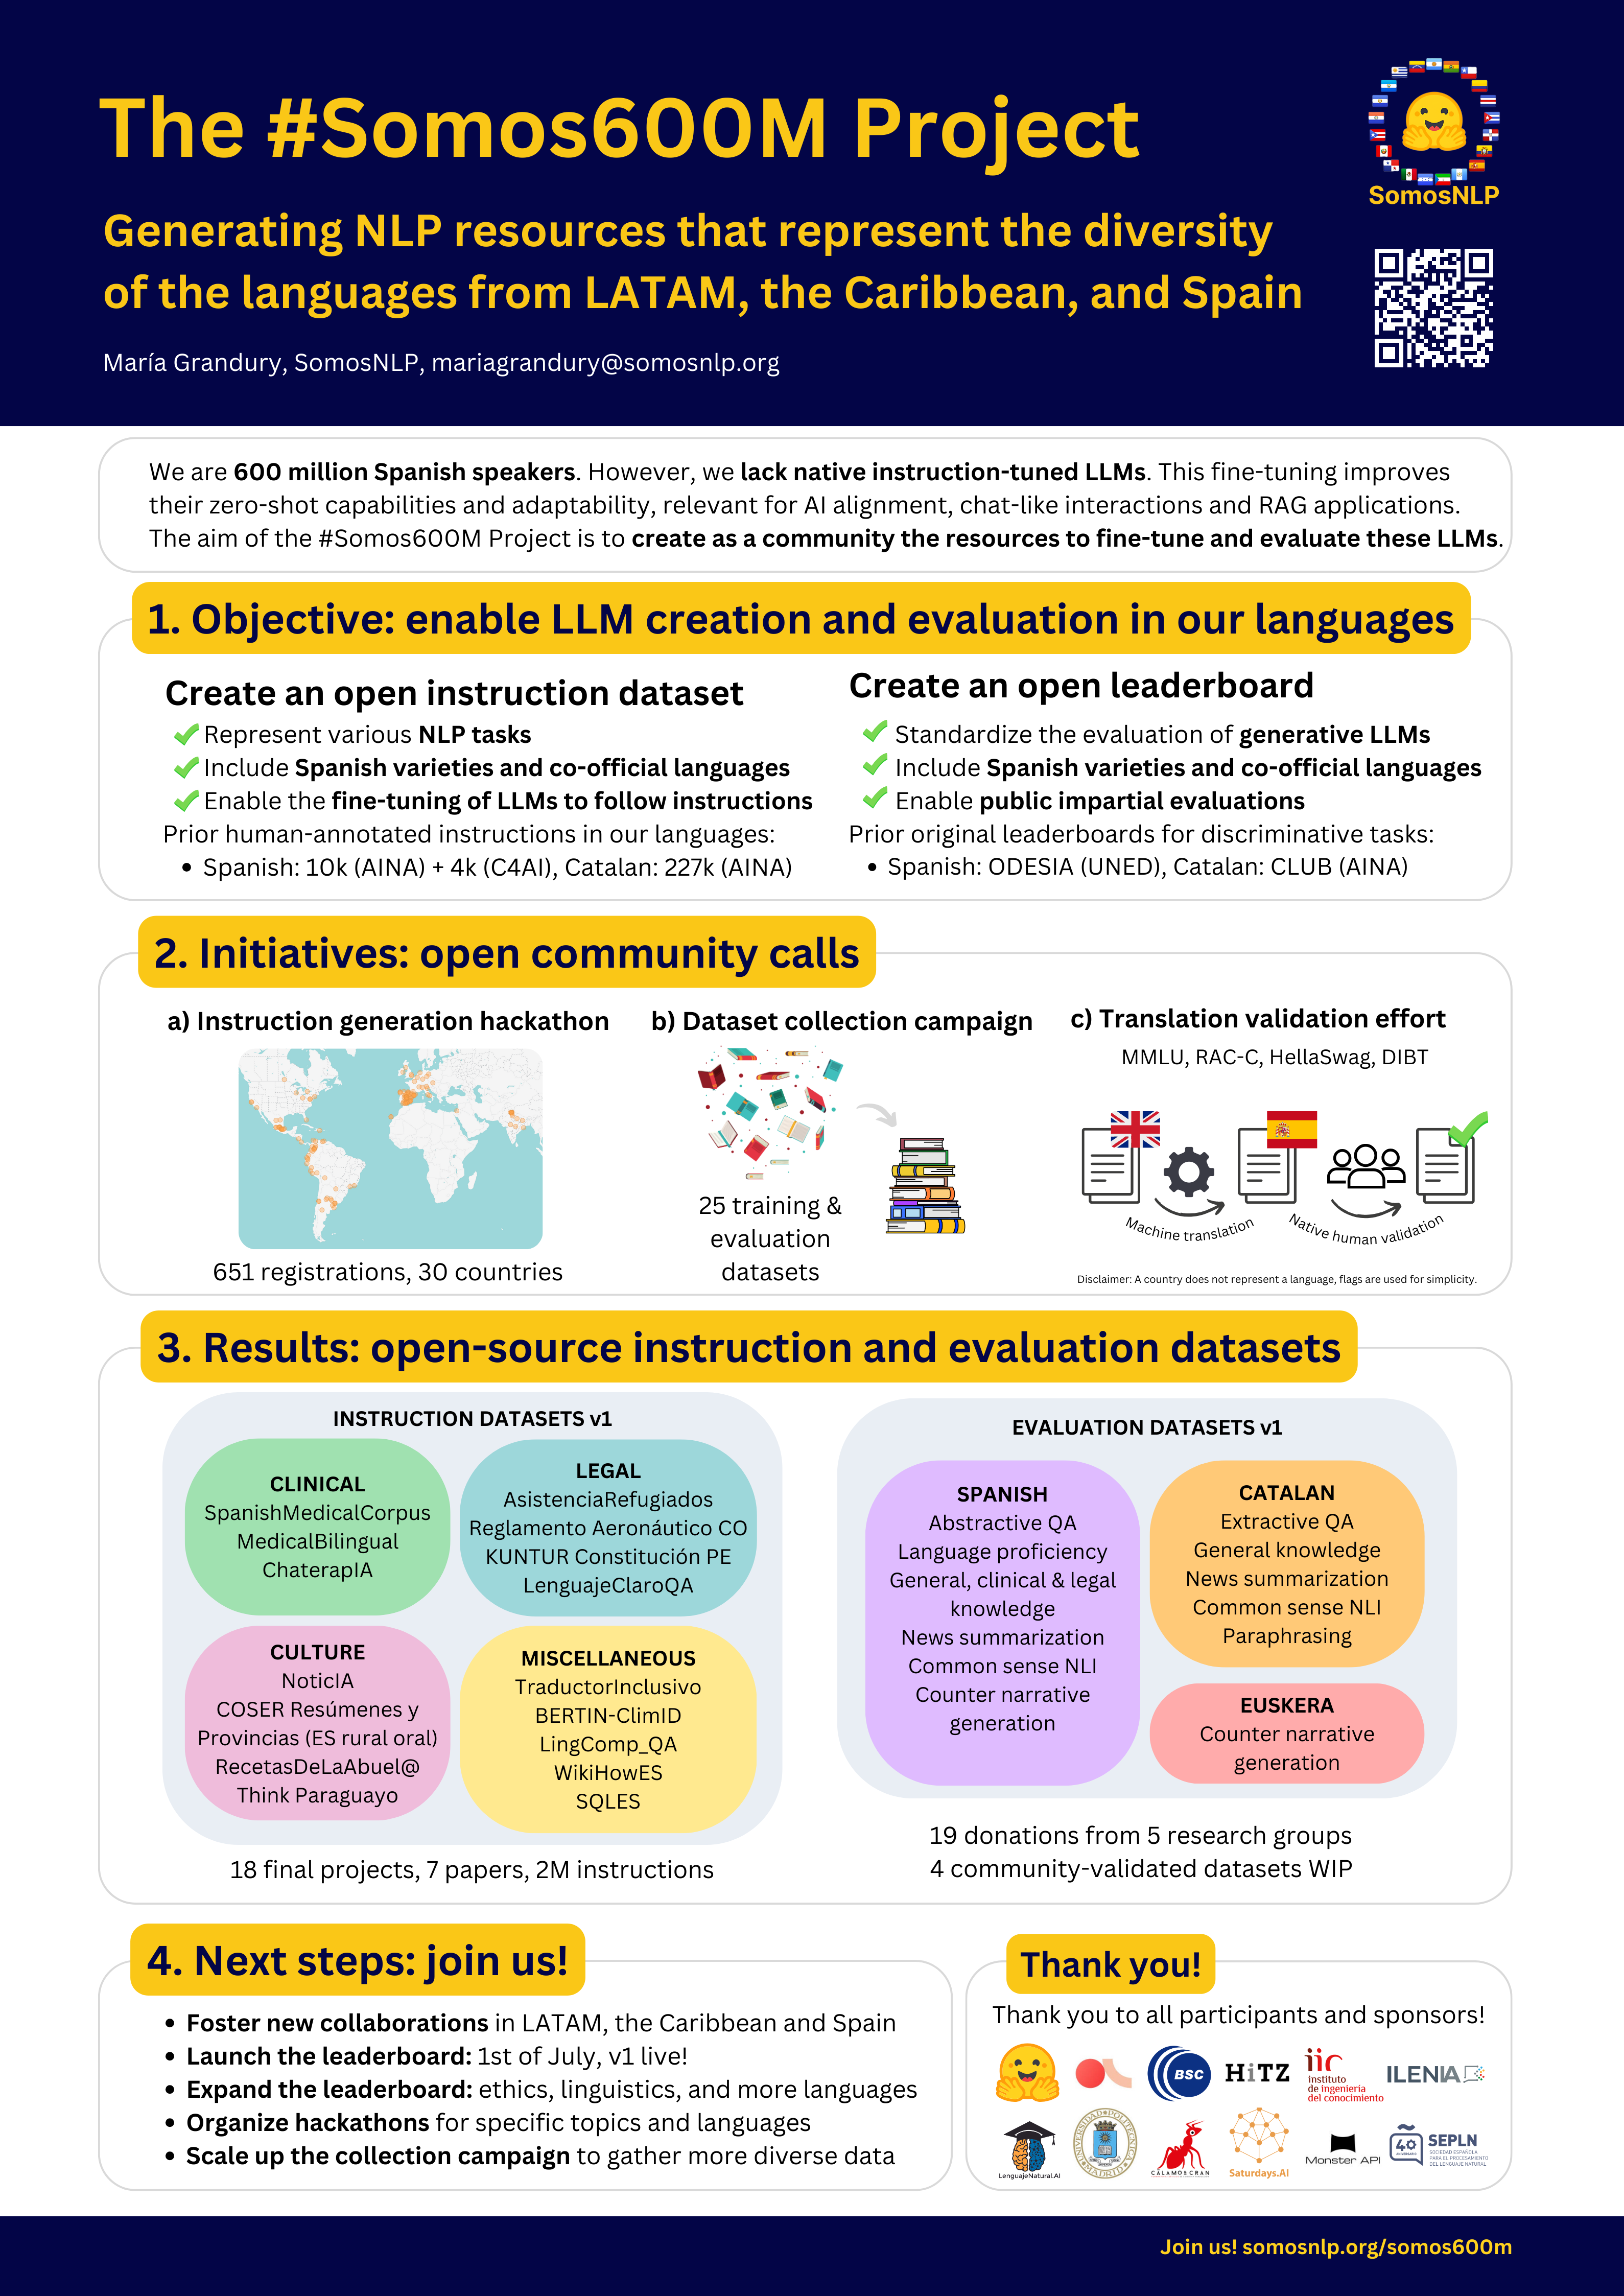 The #Somos600M Project
SomosNLP
Generating NLP resources that represent the diversity
of the languages from LATAM, the Caribbean, and Spain
María Grandury, SomosNLP, mariagrandury@somosnlp.org
We are 600 million Spanish speakers. However, we lack native instruction-tuned LLMs. This fine-tuning improves
their zero-shot capabilities and adaptability, relevant for AI alignment, chat-like interactions and RAG applications.
The aim of the #Somos600M Project is to create as a community the resources to fine-tune and evaluate these LLMs.
1. Objective: enable LLM creation and evaluation in our languages
Create an open instruction dataset
Represent various NLP tasks
Include Spanish varieties and co-official languages
Enable the fine-tuning of LLMs to follow instructions
Prior human-annotated instructions in our languages:
• Spanish: 10k (AINA) + 4k (C4AI), Catalan: 227k (AINA)
Create an open leaderboard
Standardize the evaluation of generative LLMs
Include Spanish varieties and co-official languages
Enable public impartial evaluations
Prior original leaderboards for discriminative tasks:
• Spanish: ODESIA (UNED), Catalan: CLUB (AINA)
2. Initiatives: open community calls
a) Instruction generation hackathon
651 registrations, 30 countries
b) Dataset collection campaign
25 training &
evaluation
datasets
c) Translation validation effort
MMLU, RAC-C, HellaSwag, DIBT
Machine translation
Native human validation
Disclaimer: A country does not represent a language, flags are used for simplicity.
3. Results: open-source instruction and evaluation datasets
INSTRUCTION DATASETS v1
CLINICAL
SpanishMedicalCorpus
MedicalBilingual
ChaterapIA
LEGAL
AsistenciaRefugiados
Reglamento Aeronáutico CO
KUNTUR Constitución PE
LenguajeClaroQA
CULTURE
NoticIA
COSER Resúmenes y
Provincias (ES rural oral)
RecetasDeLaAbuel@
Think Paraguayo
MISCELLANEOUS
TraductorInclusivo
BERTIN-ClimID
LingComp_QA
WikiHowES
SQLES
18 final projects, 7 papers, 2M instructions
EVALUATION DATASETS v1
SPANISH
Abstractive QA
Language proficiency
General, clinical & legal
knowledge
News summarization
Common sense NLI
Counter narrative
generation
CATALAN
Extractive QA
General knowledge
News summarization
Common sense NLI
Paraphrasing
EUSKERA
Counter narrative
generation
19 donations from 5 research groups
4 community-validated datasets WIP
4. Next steps: join us!
• Foster new collaborations in LATAM, the Caribbean and Spain
• Launch the leaderboard: 1st of July, v1 live!
• Expand the leaderboard: ethics, linguistics, and more languages
• Organize hackathons for specific topics and languages
• Scale up the collection campaign to gather more diverse data
Thank you!
Thank you to all participants and sponsors!
BSC
HiTZ
iic
instituto
de ingeniería
del conocimiento
ILENIA
LenguajeNatural.AI
UNIVERSIDAD POLITÉCNICA
MADRID
CÁLAMO & CRAN
Saturdays.AI
Monster API
40
SEPLN
SOCIEDAD ESPAÑOLA
PARA EL PROCESAMIENTO
DEL LENGUAJE NATURAL
Join us! somosnlp.org/somos600m